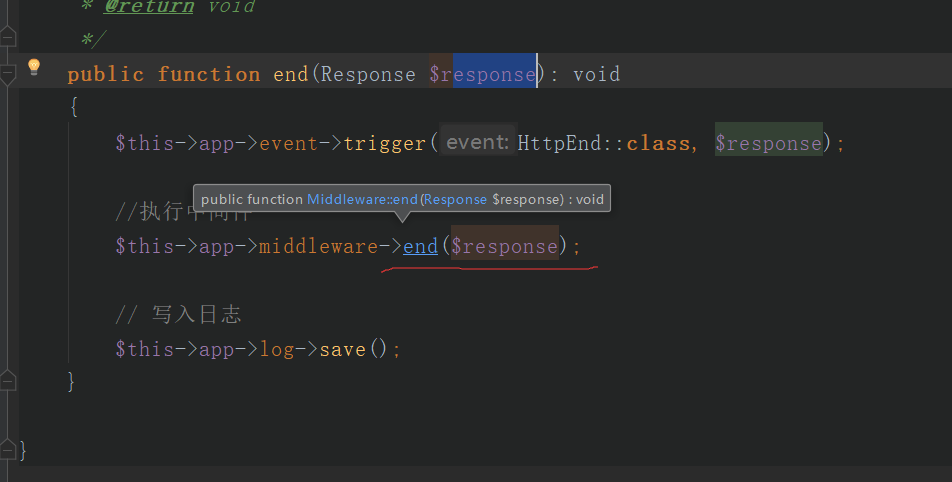 * @return void
*/
public function end(Response $response): void
{
$this->app->event->trigger( event: HttpEnd::class, $response);
public function Middleware::end(Response $response) : void
//执行中间件
$this->app->middleware->end($response);
// 写入日志
$this->app->log->save();
}
}